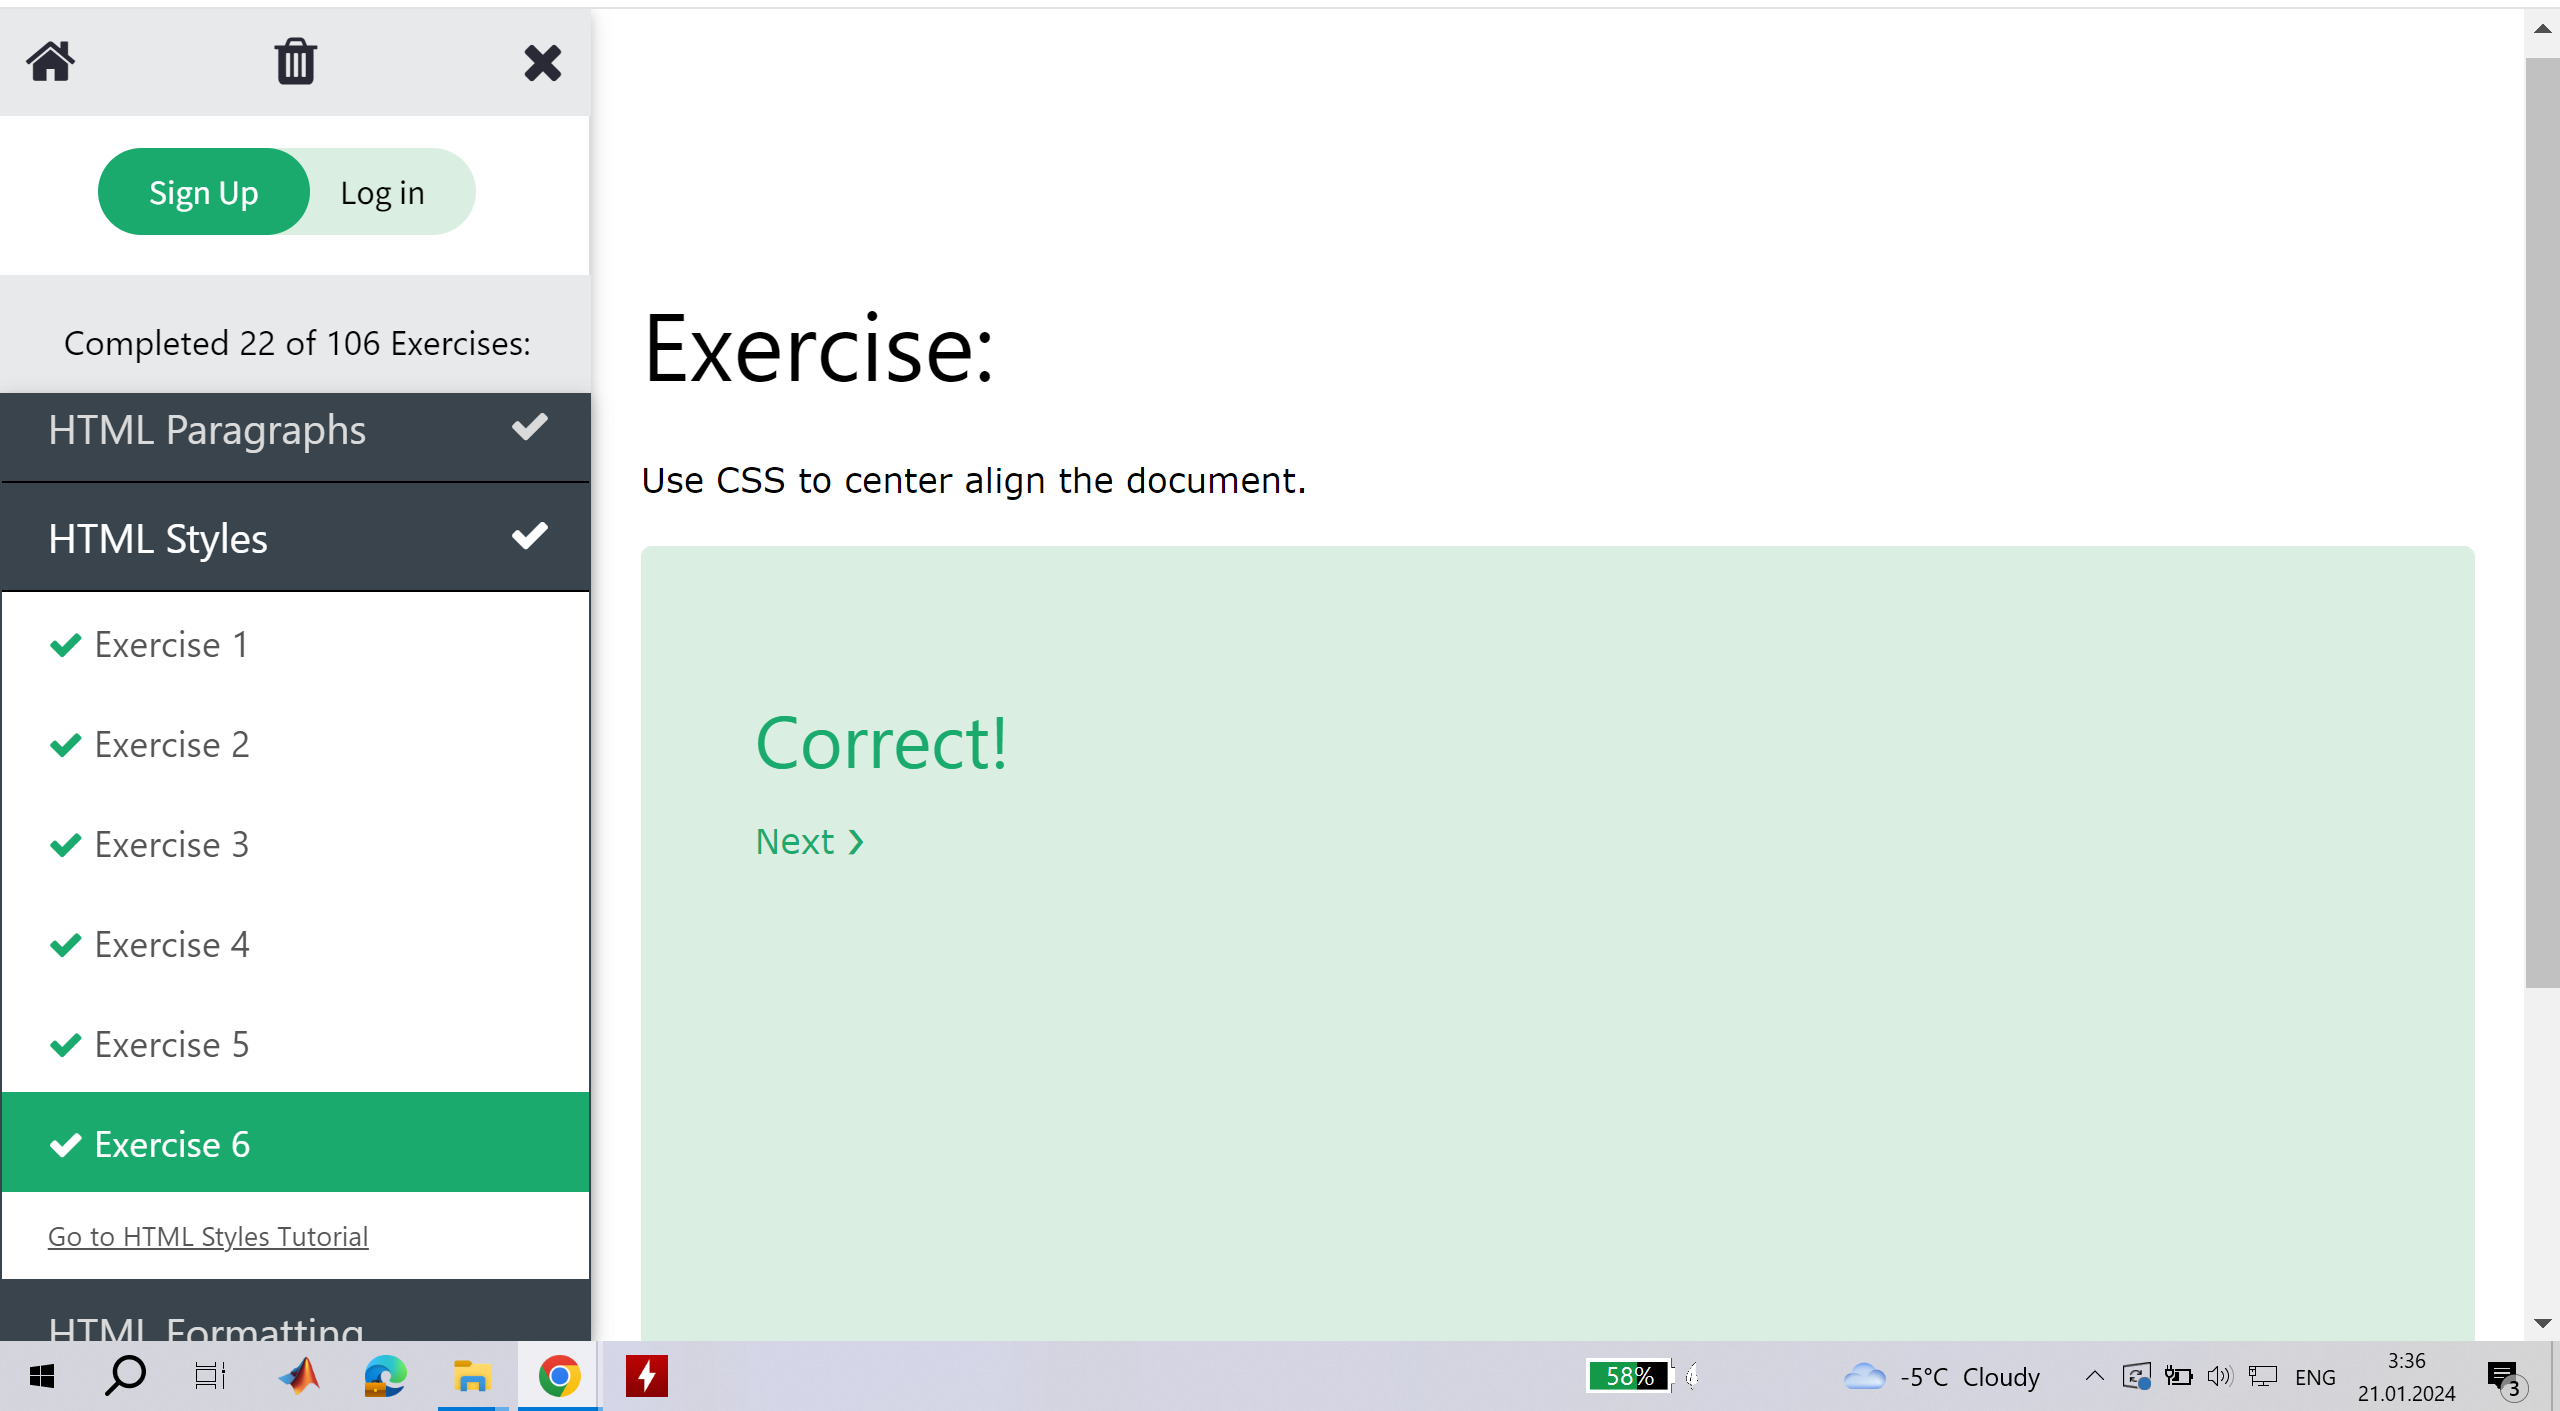 Sign Up Log in
Completed 22 of 106 Exercises:
HTML Paragraphs
HTML Styles
Exercise 1
Exercise 2
Exercise 3
Exercise 4
Exercise 5
Exercise 6
Go to HTML Styles Tutorial
HTML Formatting
Exercise:
Use CSS to center align the document.
Correct!
Next ❯
58%
-5°C Cloudy
ENG
3:36
21.01.2024
3